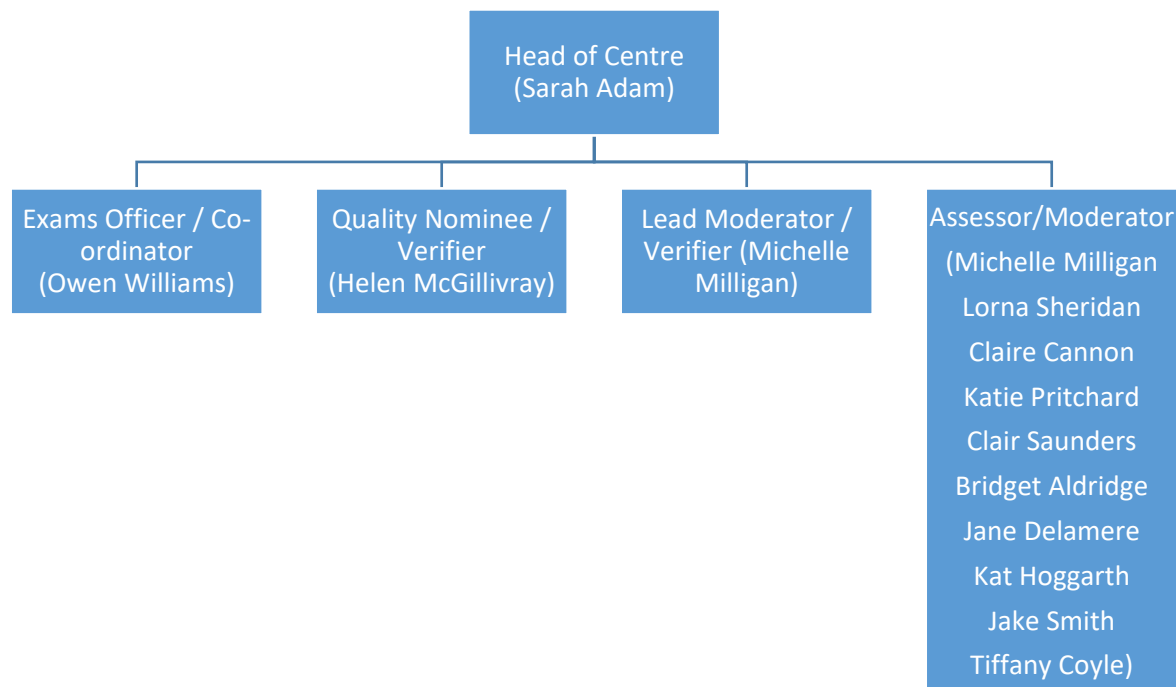 Head of Centre
(Sarah Adam)
Exams Officer / Co-
ordinator
(Owen Williams)
Quality Nominee /
Verifier
(Helen McGillivray)
Lead Moderator /
Verifier (Michelle
Milligan)
Assessor/Moderator
(Michelle Milligan
Lorna Sheridan
Claire Cannon
Katie Pritchard
Clair Saunders
Bridget Aldridge
Jane Delamere
Kat Hoggarth
Jake Smith
Tiffany Coyle)